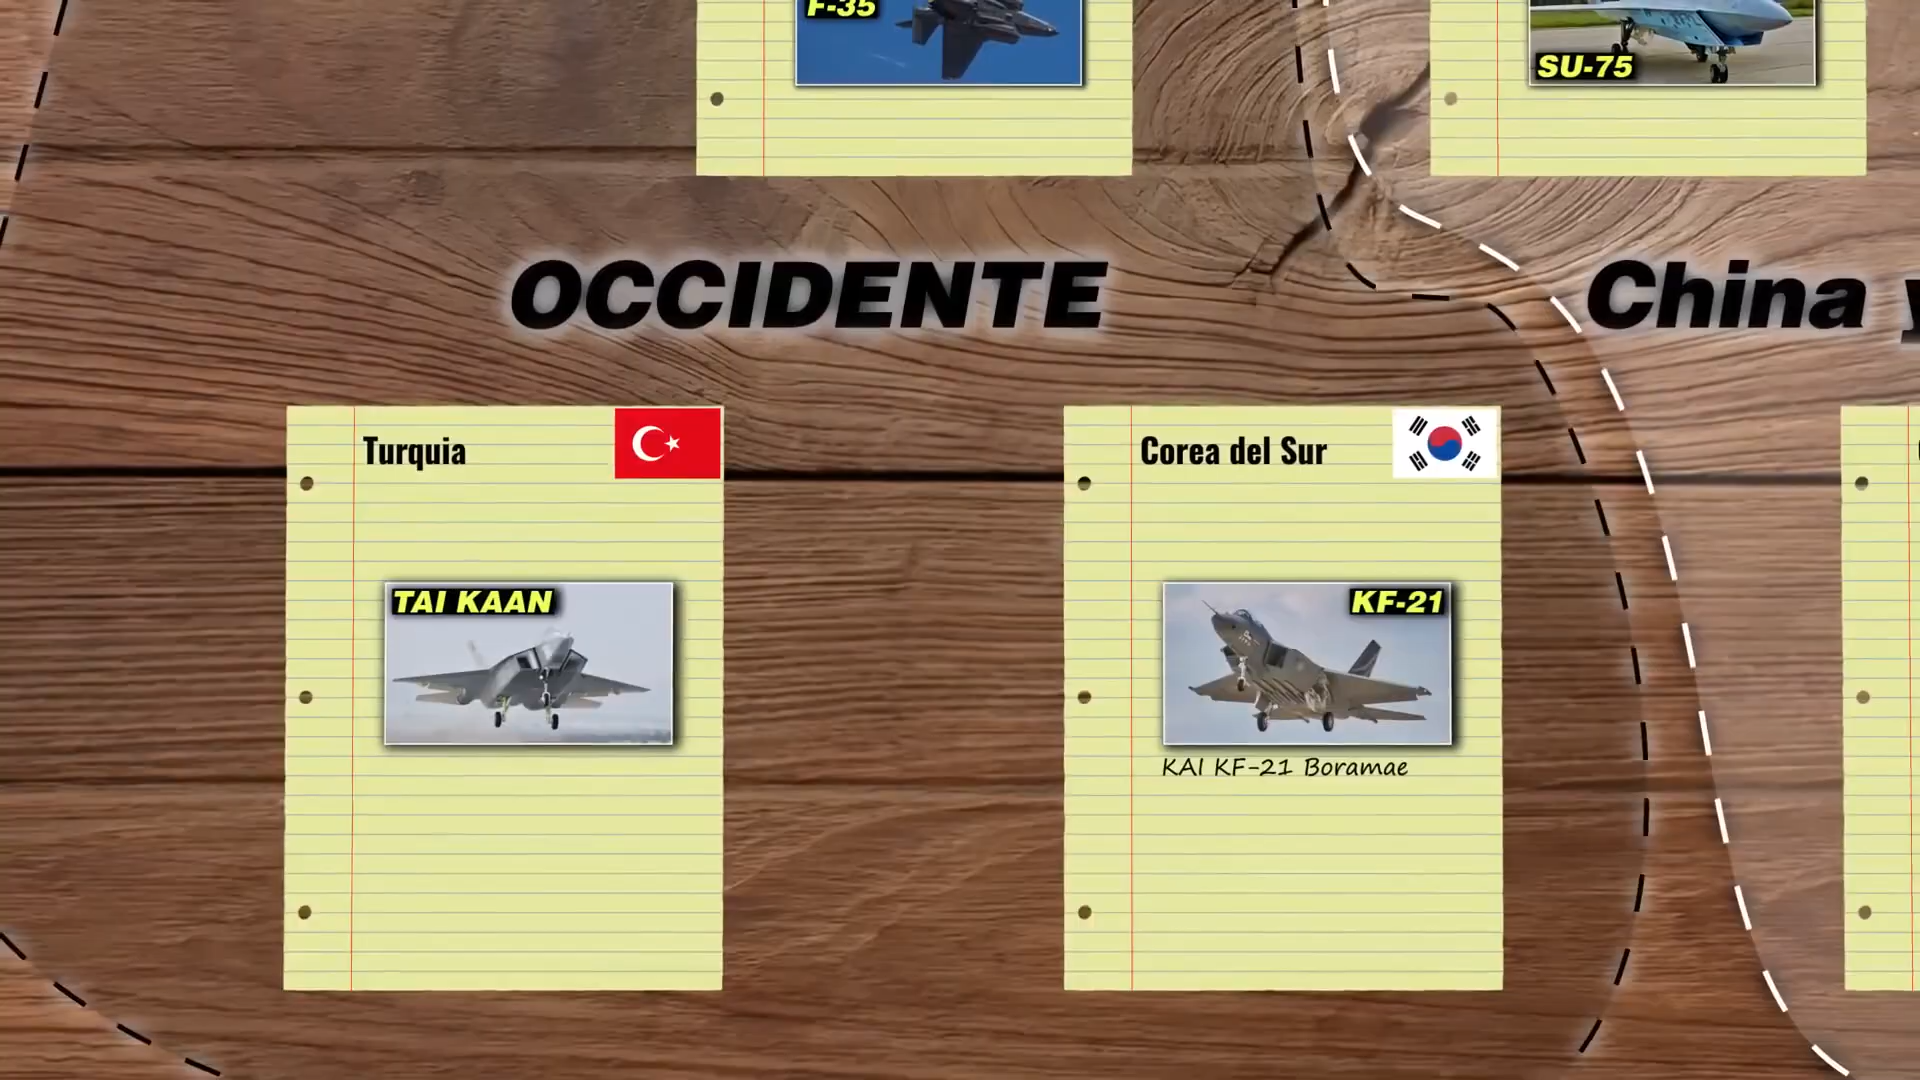 F-35
SU-75
OCCIDENTE
China y
Turquia
Corea del Sur
TAI KAAN
KF-21
KAI KF-21 Boramae